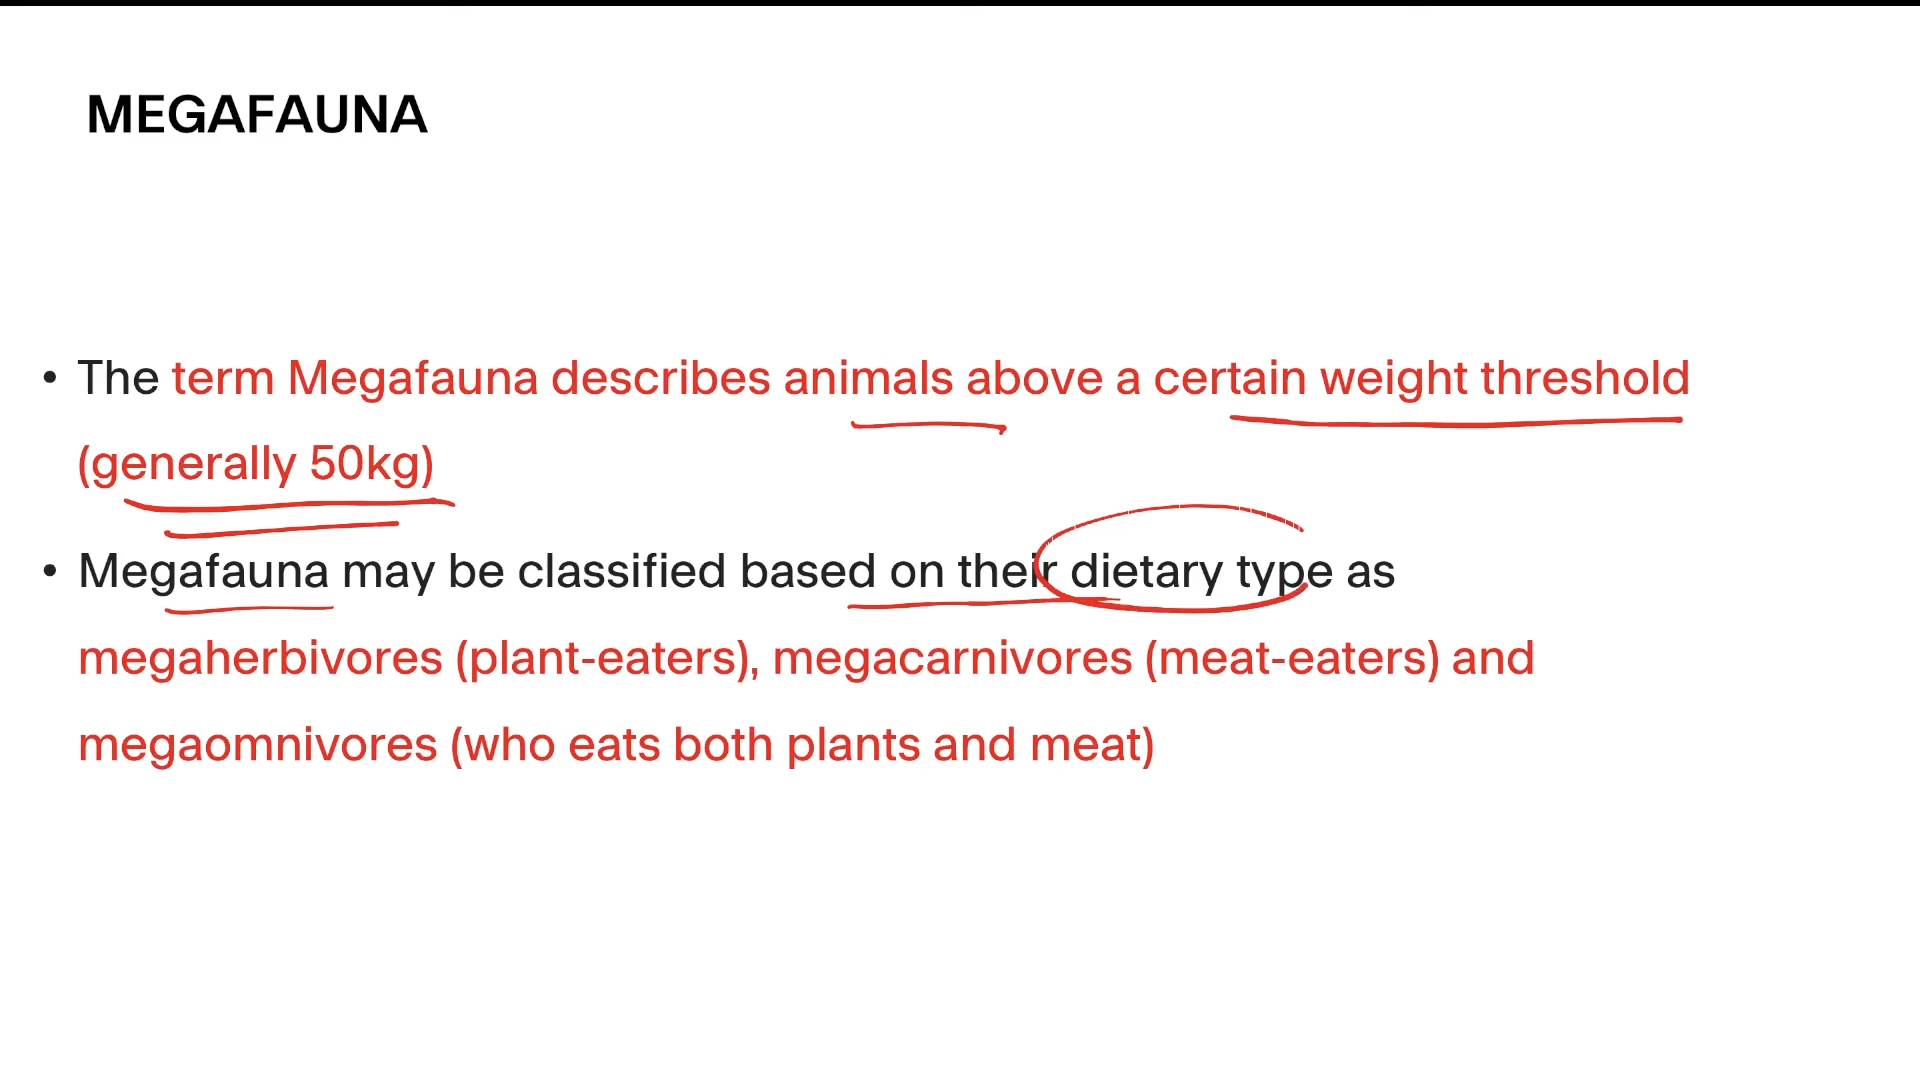 MEGAFAUNA
• The term Megafauna describes animals above a certain weight threshold
(generally 50kg)
• Megafauna may be classified based on their dietary type as
megaherbivores (plant-eaters), megacarnivores (meat-eaters) and
megaomnivores (who eats both plants and meat)